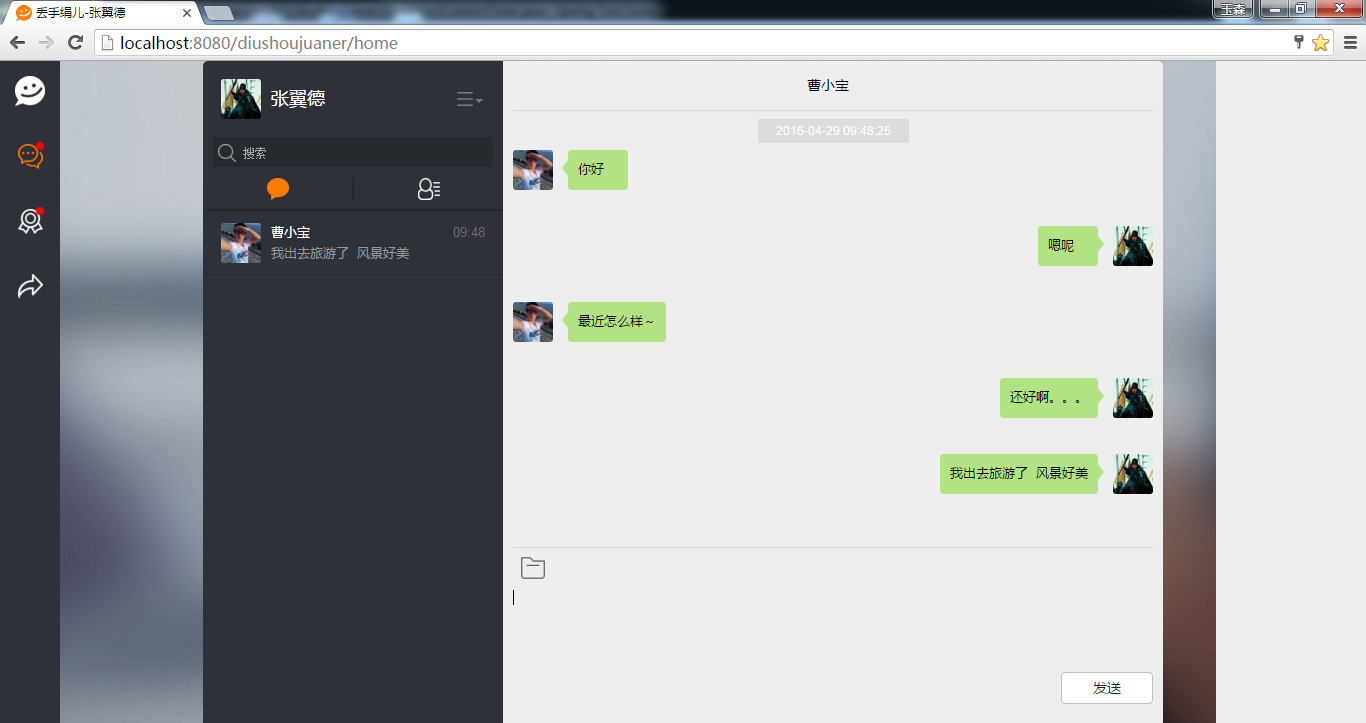 丢手绢儿-张翼德
玉森
localhost:8080/diushoujuaner/home
张翼德
搜索
曹小宝
09:48
我出去旅游了 风景好美
曹小宝
2016-04-29 09:48:25
你好
嗯呢
最近怎么样~
还好啊。。。
我出去旅游了 风景好美
发送